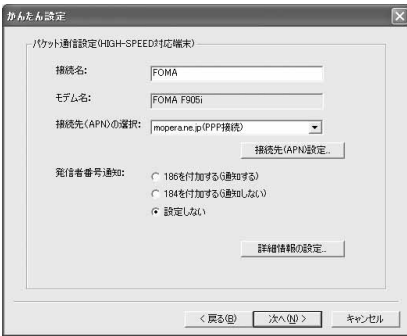 かんたん設定
パケット通信設定(HIGH-SPEED対応端末)
接続名:
FOMA
モデム名:
FOMA F905i
接続先(APN)の選択:
mopera.ne.jp(PPP接続)
接続先(APN)設定...
発信者番号通知:
186を付加する(通知する)
184を付加する(通知しない)
設定しない
詳細情報の設定...
< 戻る(B)
次へ(N) >
キャンセル